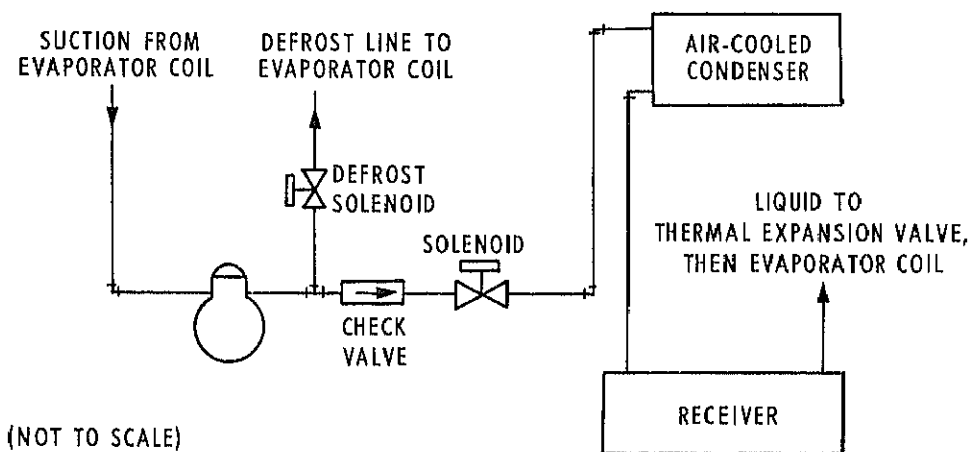 SUCTION FROM
EVAPORATOR COIL
DEFROST LINE TO
EVAPORATOR COIL
AIR-COOLED
CONDENSER
DEFROST
SOLENOID
SOLENOID
LIQUID TO
THERMAL EXPANSION VALVE,
THEN EVAPORATOR COIL
CHECK
VALVE
RECEIVER
(NOT TO SCALE)